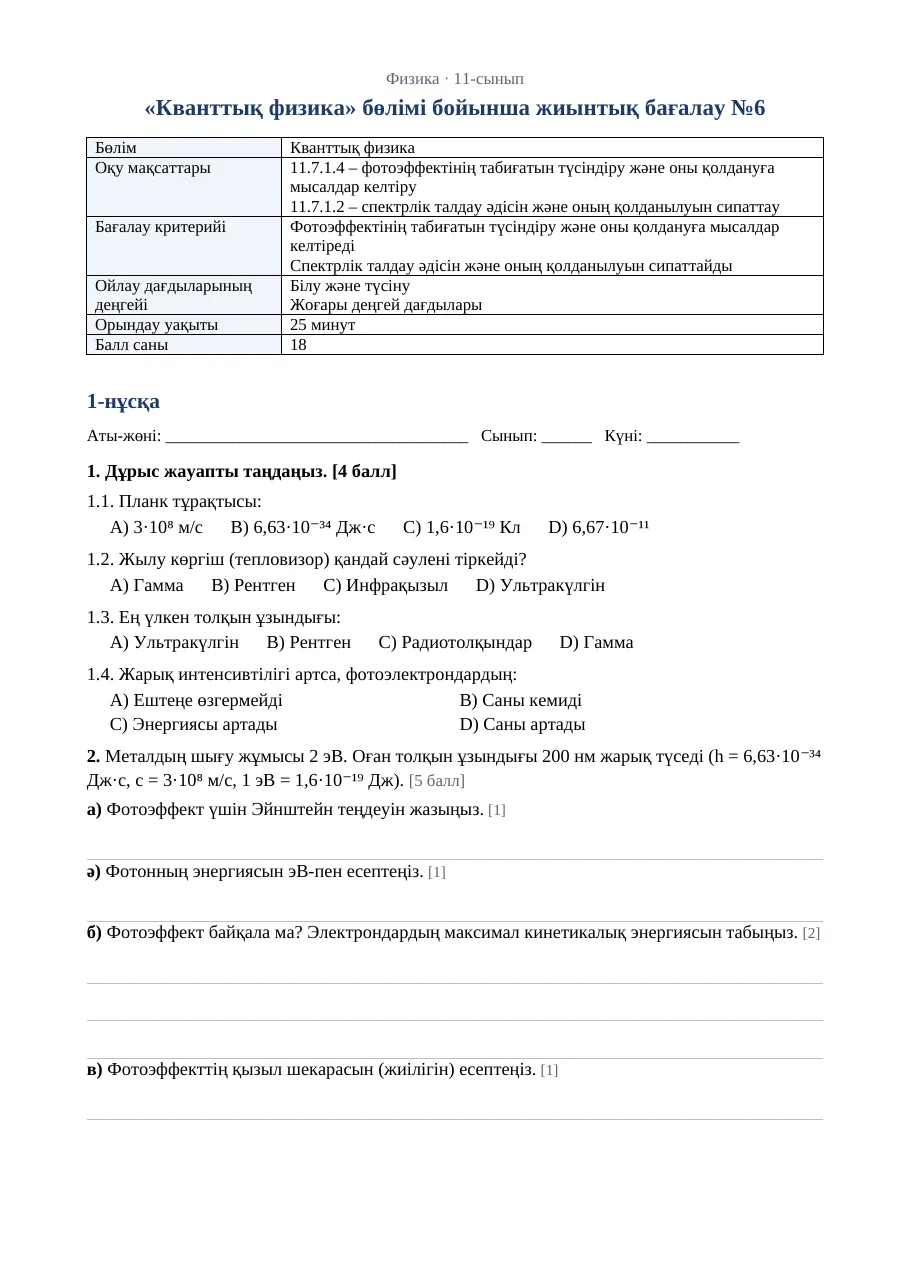 Физика · 11-сынып
«Кванттық физика» бөлімі бойынша жиынтық бағалау №6
Бөлім
Кванттық физика
Оқу мақсаттары
11.7.1.4 – фотоэффектінің табиғатын түсіндіру және оны қолдануға
мысалдар келтіру
11.7.1.2 – спектрлік талдау әдісін және оның қолданылуын сипаттау
Бағалау критерийі
Фотоэффектінің табиғатын түсіндіру және оны қолдануға мысалдар
келтіреді
Спектрлік талдау әдісін және оның қолданылуын сипаттайды
Ойлау дағдыларының
деңгейі
Білу және түсіну
Жоғары деңгей дағдылары
Орындау уақыты
25 минут
Балл саны
18
1-нұсқа
Аты-жөні: ____________________________________ Сынып: ______ Күні: ___________
1. Дұрыс жауапты таңдаңыз. [4 балл]
1.1. Планк тұрақтысы:
A) 3·10⁸ м/с B) 6,63·10⁻³⁴ Дж·с C) 1,6·10⁻¹⁹ Кл D) 6,67·10⁻¹¹
1.2. Жылу көргіш (тепловизор) қандай сәулені тіркейді?
A) Гамма B) Рентген C) Инфрақызыл D) Ультракүлгін
1.3. Ең үлкен толқын ұзындығы:
A) Ультракүлгін B) Рентген C) Радиотолқындар D) Гамма
1.4. Жарық интенсивтілігі артса, фотоэлектрондардың:
A) Ештеңе өзгермейді B) Саны кемиді
C) Энергиясы артады D) Саны артады
2. Металдың шығу жұмысы 2 эВ. Оған толқын ұзындығы 200 нм жарық түседі (h = 6,63·10⁻³⁴
Дж·с, c = 3·10⁸ м/с, 1 эВ = 1,6·10⁻¹⁹ Дж). [5 балл]
а) Фотоэффект үшін Эйнштейн теңдеуін жазыңыз. [1]
ә) Фотонның энергиясын эВ-пен есептеңіз. [1]
б) Фотоэффект байқала ма? Электрондардың максимал кинетикалық энергиясын табыңыз. [2]
в) Фотоэффекттің қызыл шекарасын (жиілігін) есептеңіз. [1]